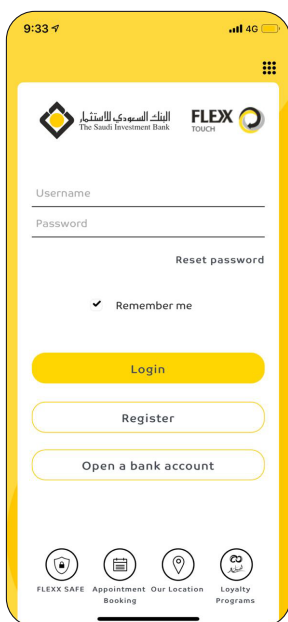 9:33
4G
البنك السعودي للاستثمار
The Saudi Investment Bank
FLEXX
TOUCH
Username
Password
Reset password
Remember me
Login
Register
Open a bank account
FLEXX SAFE
Appointment
Booking
Our Location
Loyalty
Programs